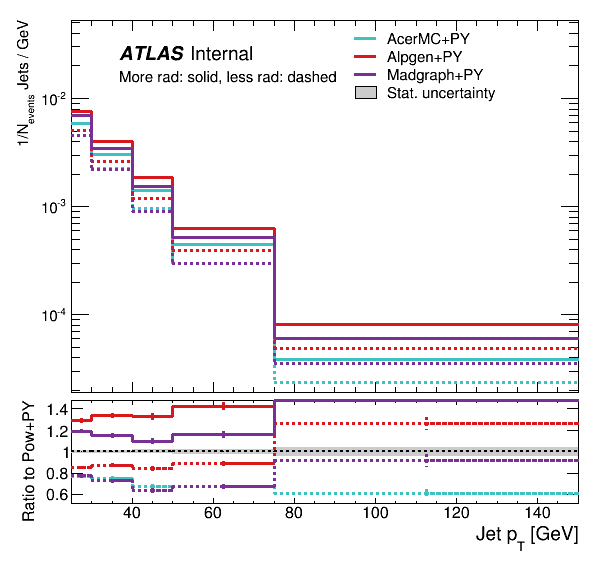 1/N_events Jets / GeV
ATLAS Internal
More rad: solid, less rad: dashed
AcerMC+PY
Alpgen+PY
Madgraph+PY
Stat. uncertainty
10^-2
10^-3
10^-4
Ratio to Pow+PY
1.4
1.2
1
0.8
0.6
40 60 80 100 120 140
Jet p_T [GeV]